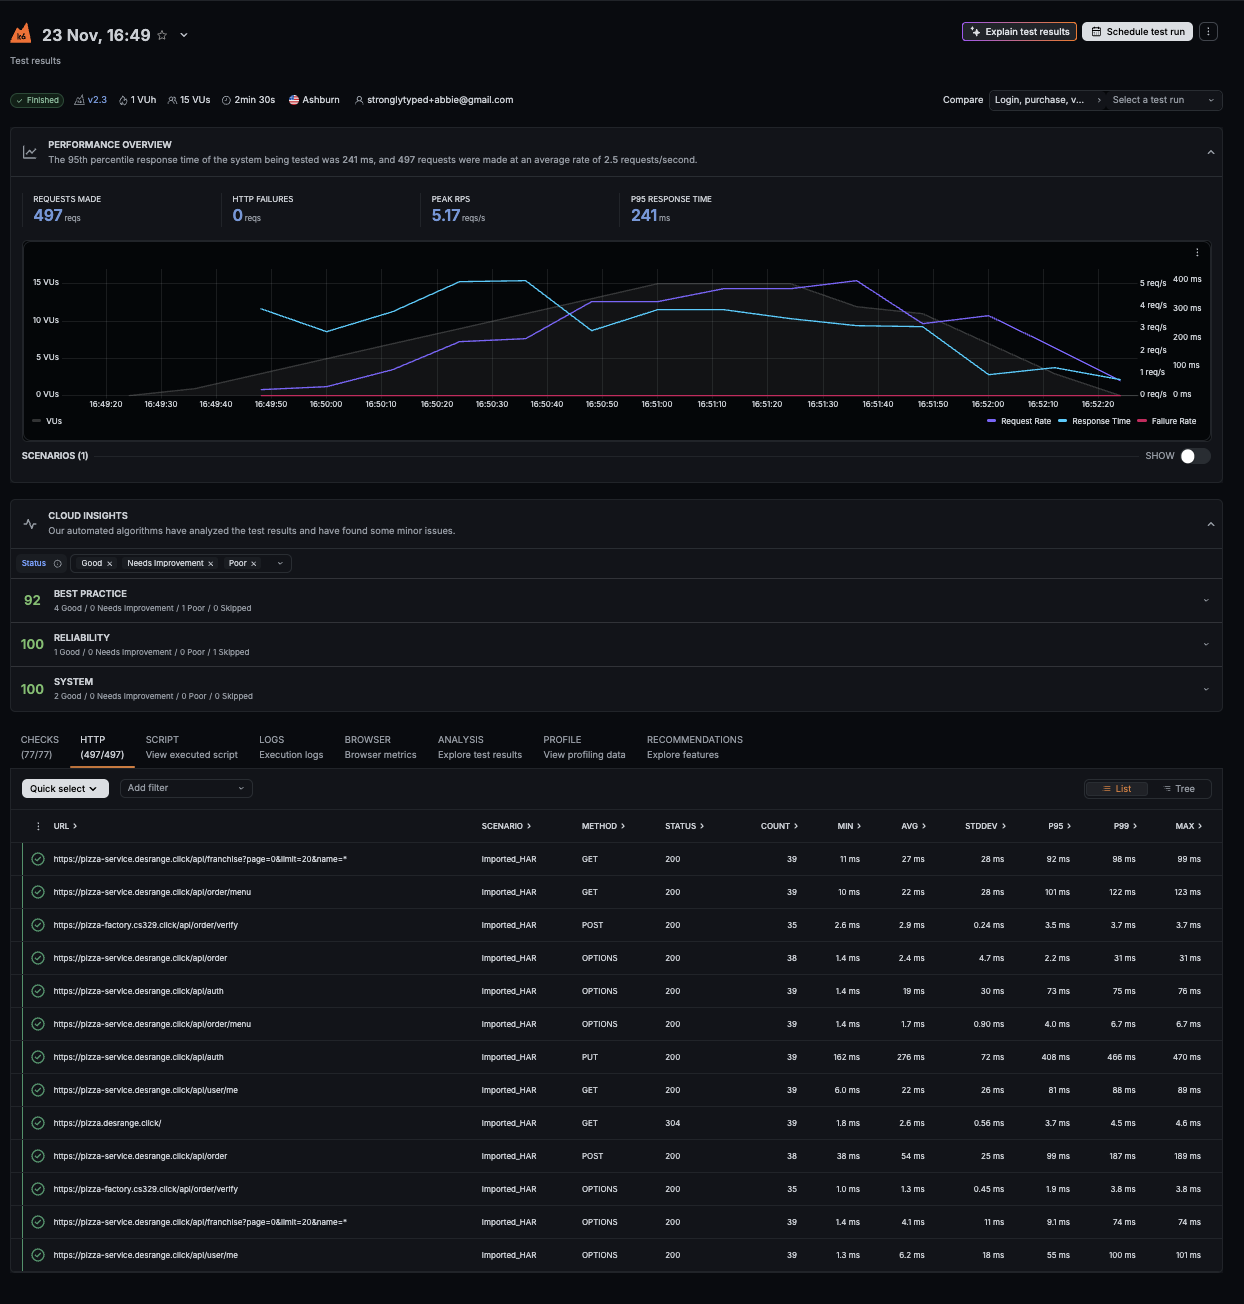 k6
23 Nov, 16:49
Explain test results
Schedule test run
Test results
Finished v2.3 1 VUh 15 VUs 2min 30s Ashburn stronglytyped+abbie@gmail.com
Compare Login, purchase, v... Select a test run
PERFORMANCE OVERVIEW
The 95th percentile response time of the system being tested was 241 ms, and 497 requests were made at an average rate of 2.5 requests/second.
REQUESTS MADE HTTP FAILURES PEAK RPS P95 RESPONSE TIME
497 reqs 0 reqs 5.17 reqs/s 241 ms
15 VUs 5 req/s 400 ms
4 req/s 300 ms
10 VUs 3 req/s 200 ms
5 VUs 2 req/s
1 req/s 100 ms
0 VUs 0 req/s 0 ms
16:49:20 16:49:30 16:49:40 16:49:50 16:50:00 16:50:10 16:50:20 16:50:30 16:50:40 16:50:50 16:51:00 16:51:10 16:51:20 16:51:30 16:51:40 16:51:50 16:52:00 16:52:10 16:52:20
VUs Request Rate Response Time Failure Rate
SCENARIOS (1) SHOW
CLOUD INSIGHTS
Our automated algorithms have analyzed the test results and have found some minor issues.
Status Good × Needs Improvement × Poor ×
92 BEST PRACTICE
4 Good / 0 Needs Improvement / 1 Poor / 0 Skipped
100 RELIABILITY
1 Good / 0 Needs Improvement / 0 Poor / 1 Skipped
100 SYSTEM
2 Good / 0 Needs Improvement / 0 Poor / 0 Skipped
CHECKS HTTP SCRIPT LOGS BROWSER ANALYSIS PROFILE RECOMMENDATIONS
(77/77) (497/497) View executed script Execution logs Browser metrics Explore test results View profiling data Explore features
Quick select Add filter List Tree
URL SCENARIO METHOD STATUS COUNT MIN AVG STDDEV P95 P99 MAX
https://pizza-service.desrange.click/api/franchise?page=0&limit=20&name=* Imported_HAR GET 200 39 11 ms 27 ms 28 ms 92 ms 98 ms 99 ms
https://pizza-service.desrange.click/api/order/menu Imported_HAR GET 200 39 10 ms 22 ms 28 ms 101 ms 122 ms 123 ms
https://pizza-factory.cs329.click/api/order/verify Imported_HAR POST 200 35 2.6 ms 2.9 ms 0.24 ms 3.5 ms 3.7 ms 3.7 ms
https://pizza-service.desrange.click/api/order Imported_HAR OPTIONS 200 38 1.4 ms 2.4 ms 4.7 ms 2.2 ms 31 ms 31 ms
https://pizza-service.desrange.click/api/auth Imported_HAR OPTIONS 200 39 1.4 ms 19 ms 30 ms 73 ms 75 ms 76 ms
https://pizza-service.desrange.click/api/order/menu Imported_HAR OPTIONS 200 39 1.4 ms 1.7 ms 0.90 ms 4.0 ms 6.7 ms 6.7 ms
https://pizza-service.desrange.click/api/auth Imported_HAR PUT 200 39 162 ms 276 ms 72 ms 408 ms 466 ms 470 ms
https://pizza-service.desrange.click/api/user/me Imported_HAR GET 200 39 6.0 ms 22 ms 26 ms 81 ms 88 ms 89 ms
https://pizza.desrange.click/ Imported_HAR GET 304 39 1.8 ms 2.6 ms 0.56 ms 3.7 ms 4.5 ms 4.6 ms
https://pizza-service.desrange.click/api/order Imported_HAR POST 200 38 38 ms 54 ms 25 ms 99 ms 187 ms 189 ms
https://pizza-factory.cs329.click/api/order/verify Imported_HAR OPTIONS 200 35 1.0 ms 1.3 ms 0.45 ms 1.9 ms 3.8 ms 3.8 ms
https://pizza-service.desrange.click/api/franchise?page=0&limit=20&name=* Imported_HAR OPTIONS 200 39 1.4 ms 4.1 ms 11 ms 9.1 ms 74 ms 74 ms
https://pizza-service.desrange.click/api/user/me Imported_HAR OPTIONS 200 39 1.3 ms 6.2 ms 18 ms 55 ms 100 ms 101 ms